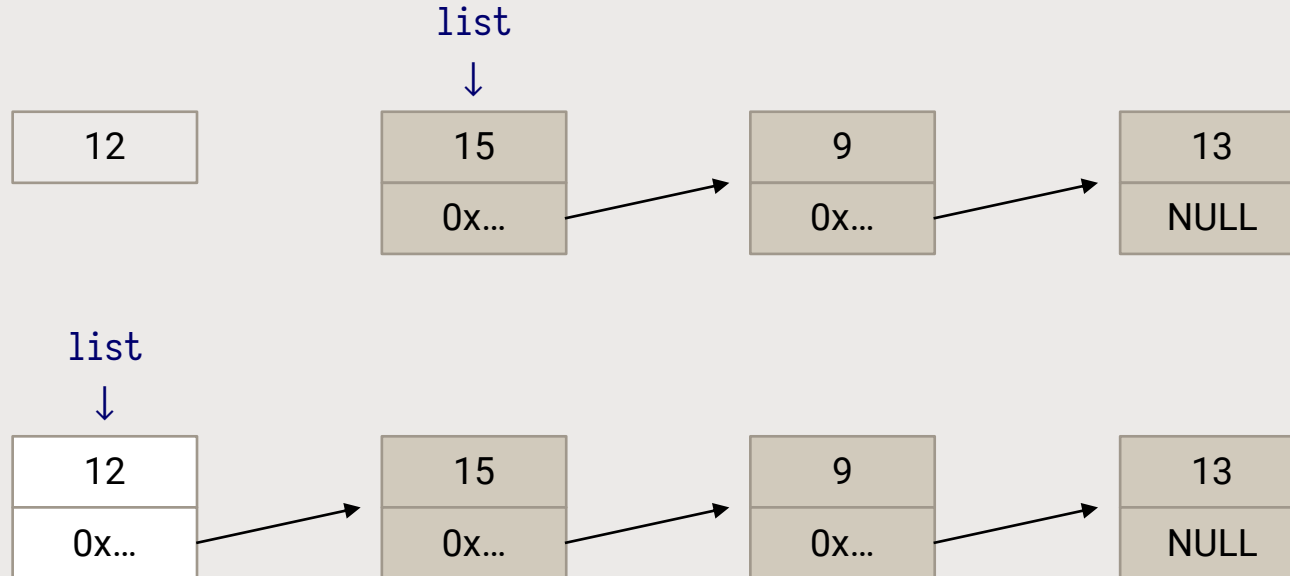 list
↓
12 15 9 13
0x… 0x… NULL
list
↓
12 15 9 13
0x… 0x… 0x… NULL